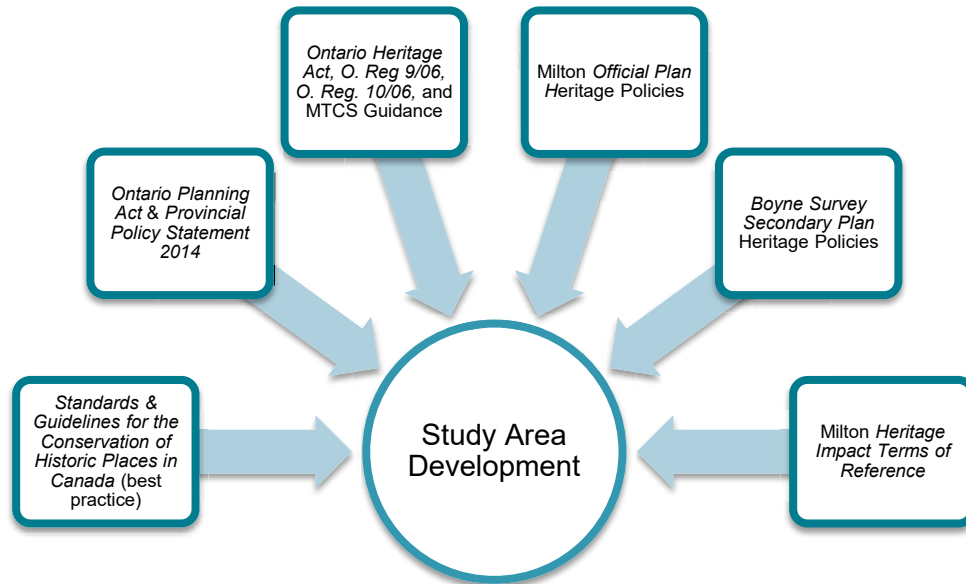 Ontario Heritage
Act, O. Reg 9/06,
O. Reg. 10/06, and
MTCS Guidance
Milton Official Plan
Heritage Policies
Ontario Planning
Act & Provincial
Policy Statement
2014
Boyne Survey
Secondary Plan
Heritage Policies
Standards &
Guidelines for the
Conservation of
Historic Places in
Canada (best
practice)
Study Area
Development
Milton Heritage
Impact Terms of
Reference